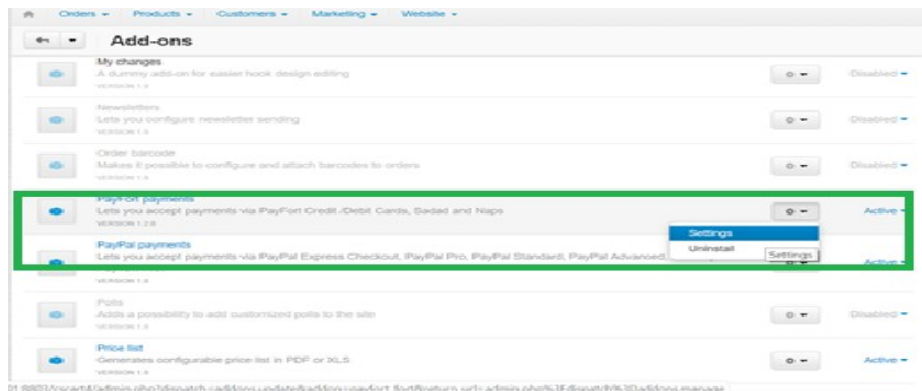 Orders Products Customers Marketing Website
Add-ons
My changes
A dummy add-on for easier hook design editing
VERSION 1.0
Newsletters
Lets you configure newsletter sending
VERSION 1.0
Order barcode
Makes it possible to configure and attach barcodes to orders
VERSION 1.0
PayFort payments
Lets you accept payments via PayFort Credit /Debit Cards, Sadad and Naps
VERSION 1.2.0
PayPal payments
Lets you accept payments via PayPal Express Checkout, PayPal Pro, PayPal Standard, PayPal Advanced,
VERSION 1.0
Polls
Adds a possibility to add customized polls to the site
VERSION 1.0
Price list
Generates configurable price list in PDF or XLS
VERSION 1.0
Disabled
Disabled
Disabled
Active
Settings
Uninstall
Settings
Active
Disabled
Active